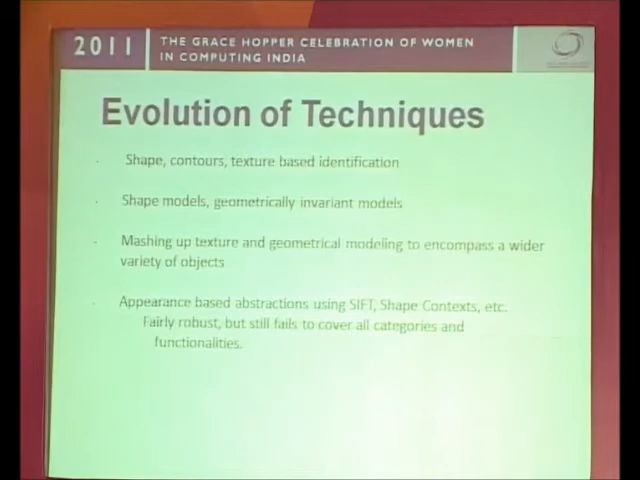 2011
THE GRACE HOPPER CELEBRATION OF WOMEN
IN COMPUTING INDIA
Evolution of Techniques
Shape, contours, texture based identification
Shape models, geometrically invariant models
Mashing up texture and geometrical modeling to encompass a wider
variety of objects
Appearance based abstractions using SIFT, Shape Contexts, etc.
Fairly robust, but still fails to cover all categories and
functionalities.